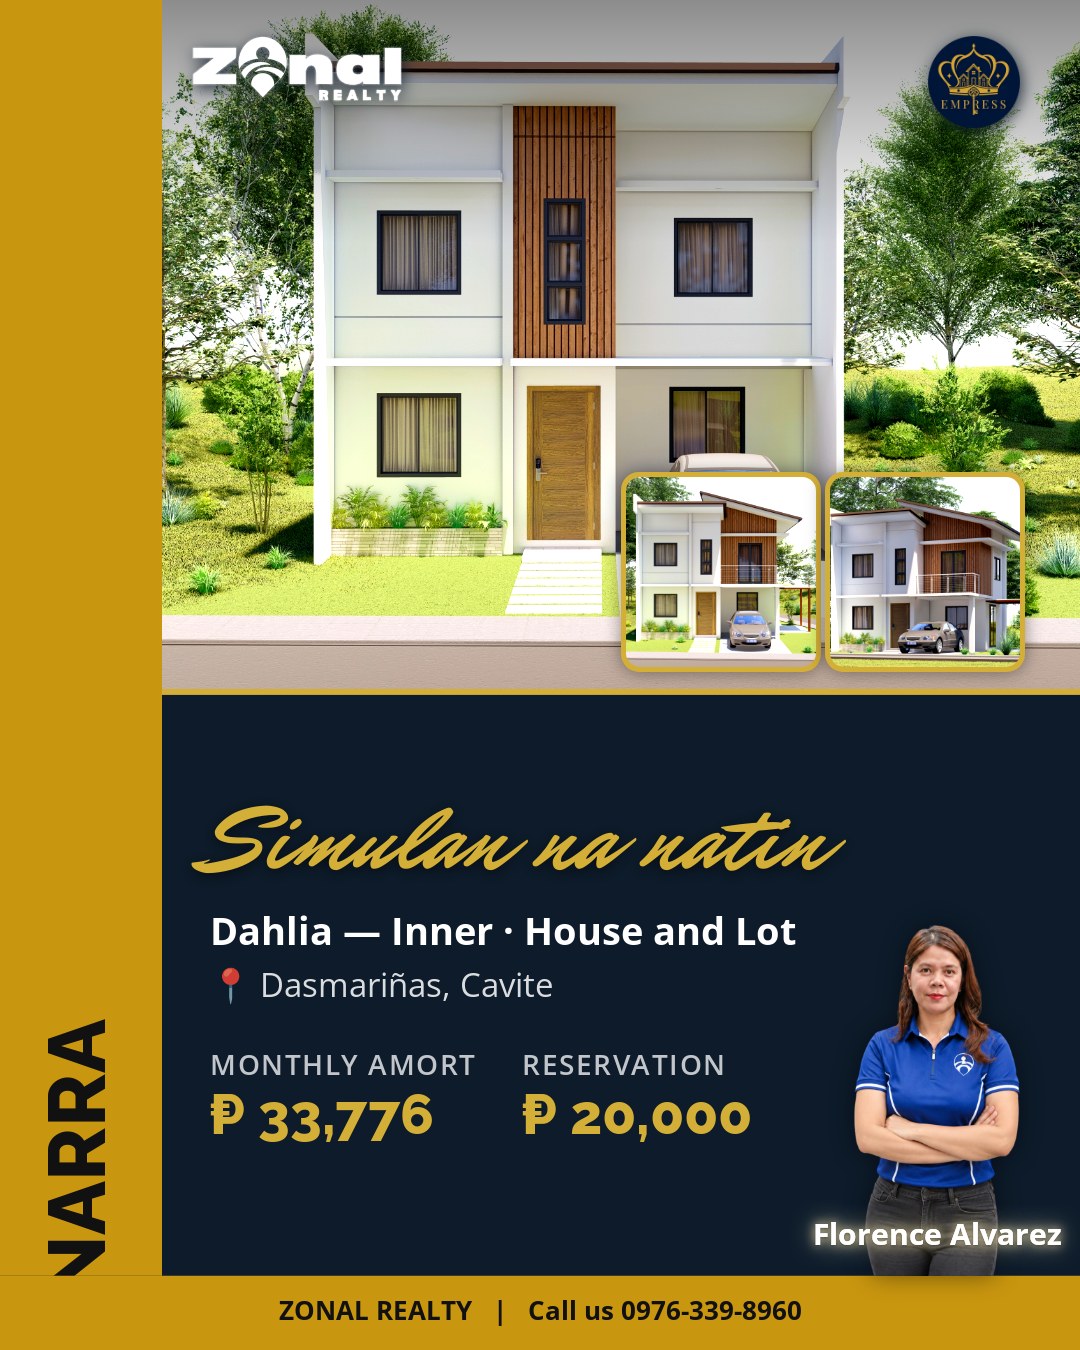 Zonal
REALTY
EMPRESS
Simulan na natin
Dahlia — Inner · House and Lot
📍 Dasmariñas, Cavite
MONTHLY AMORT
₱ 33,776
RESERVATION
₱ 20,000
NARRA
Florence Alvarez
ZONAL REALTY | Call us 0976-339-8960